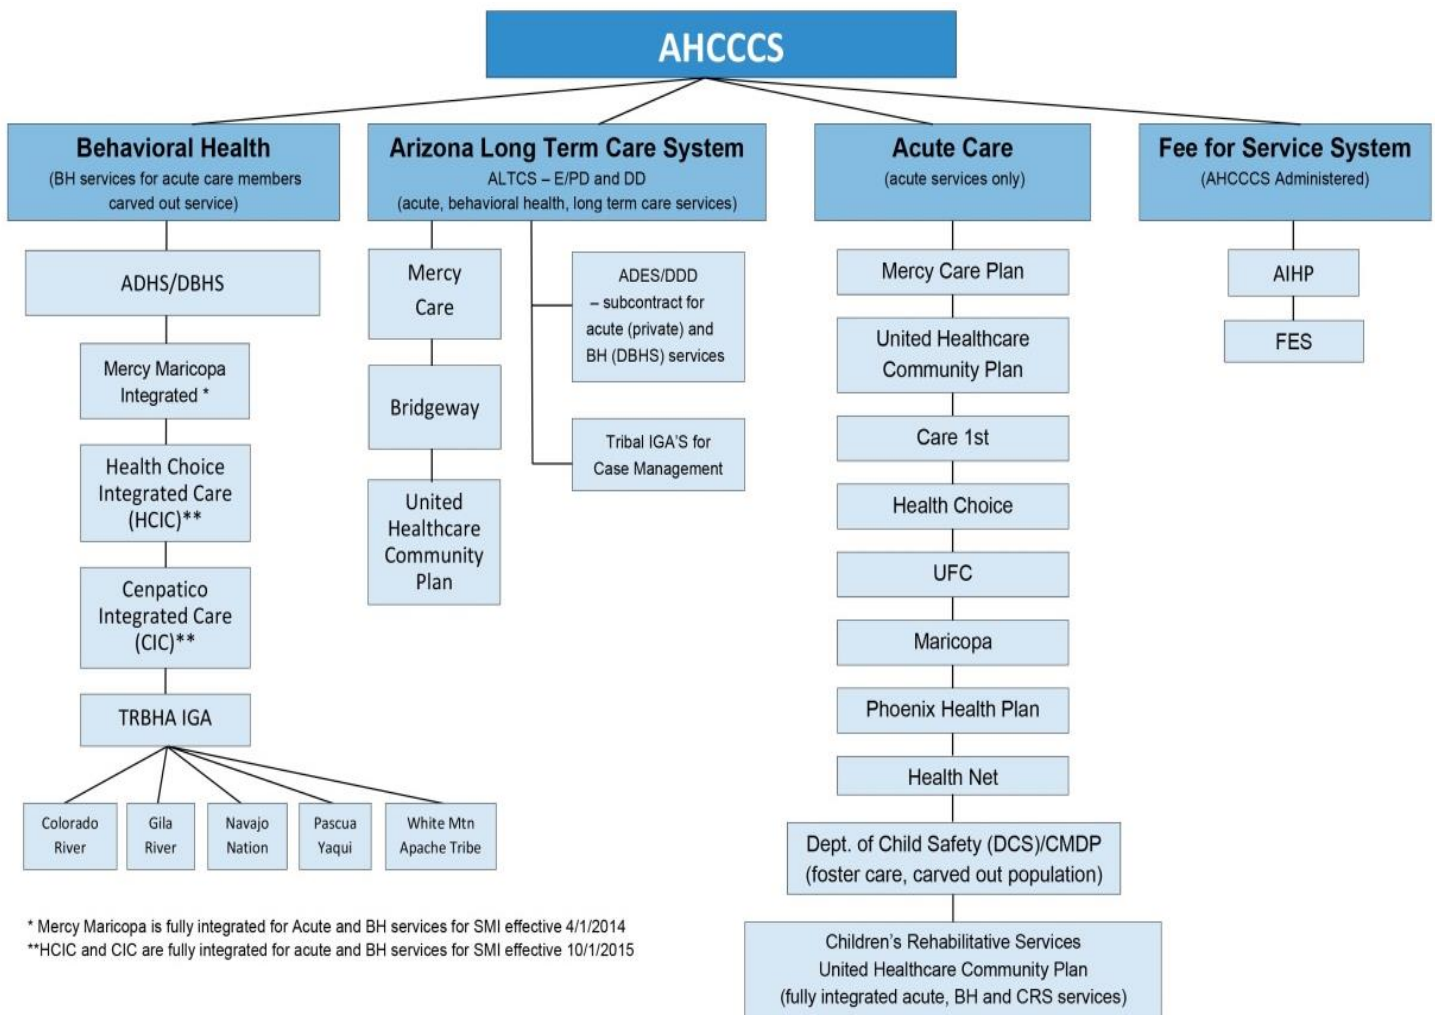 AHCCCS
Behavioral Health
(BH services for acute care members
carved out service)
ADHS/DBHS
Mercy Maricopa
Integrated *
Health Choice
Integrated Care
(HCIC)**
Cenpatico
Integrated Care
(CIC)**
TRBHA IGA
Colorado
River
Gila
River
Navajo
Nation
Pascua
Yaqui
White Mtn
Apache Tribe
Arizona Long Term Care System
ALTCS – E/PD and DD
(acute, behavioral health, long term care services)
Mercy
Care
Bridgeway
United
Healthcare
Community
Plan
ADES/DDD
– subcontract for
acute (private) and
BH (DBHS) services
Tribal IGA'S for
Case Management
Acute Care
(acute services only)
Mercy Care Plan
United Healthcare
Community Plan
Care 1st
Health Choice
UFC
Maricopa
Phoenix Health Plan
Health Net
Dept. of Child Safety (DCS)/CMDP
(foster care, carved out population)
Children's Rehabilitative Services
United Healthcare Community Plan
(fully integrated acute, BH and CRS services)
Fee for Service System
(AHCCCS Administered)
AIHP
FES
* Mercy Maricopa is fully integrated for Acute and BH services for SMI effective 4/1/2014
**HCIC and CIC are fully integrated for acute and BH services for SMI effective 10/1/2015